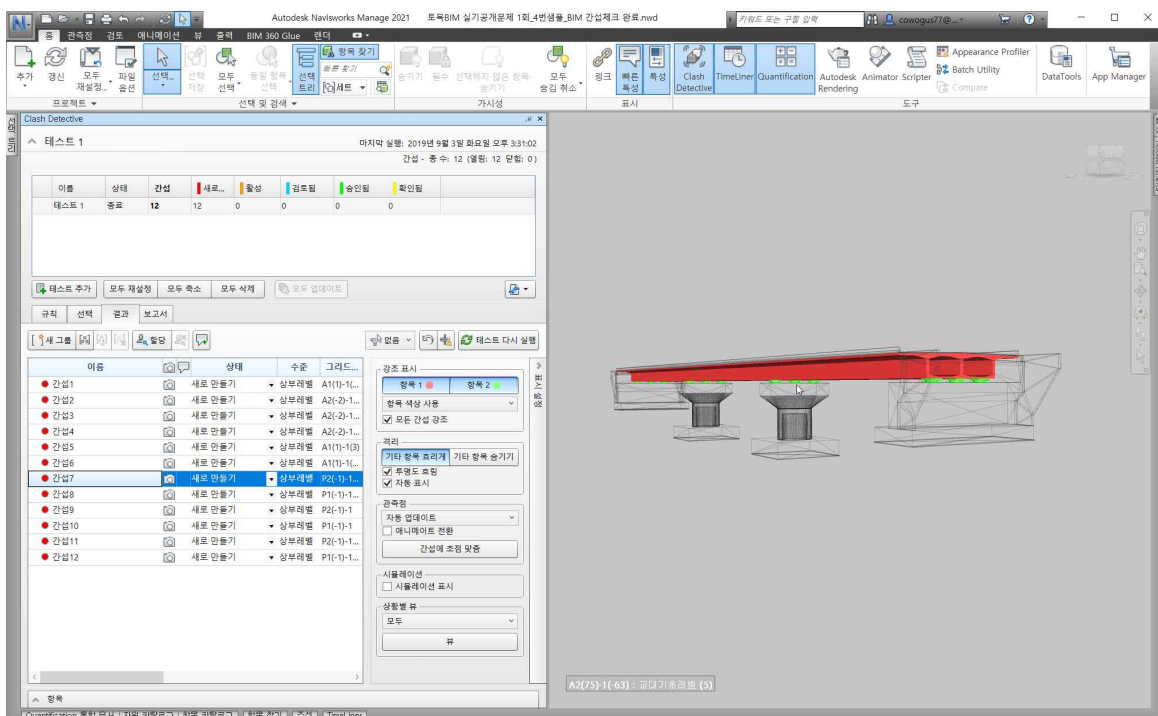 Autodesk Navisworks Manage 2021 토목BIM 실기공개문제 1회_4번샘플_BIM 간섭체크 완료.nwd
키워드 또는 구절 입력
cowogus77@...
홈 관측점 검토 애니메이션 뷰 출력 BIM 360 Glue 렌더
추가 갱신 모두 재설정... 파일 옵션 선택... 선택 저장 모두 선택 동일 항목 선택 선택 트리 항목 찾기 빠른 찾기 세트 숨기기 필수 선택하지 않은 항목 숨기기 모두 숨김 취소 링크 빠른 특성 특성 Clash Detective TimeLiner Quantification Autodesk Rendering Animator Scripter Appearance Profiler Batch Utility Compare DataTools App Manager
프로젝트 선택 및 검색 가시성 표시 도구
선택 트리
Clash Detective
테스트 1
마지막 실행: 2019년 9월 3일 화요일 오후 3:31:02
간섭 - 총 수: 12 (열림: 12 닫힘: 0)
이름 상태 간섭 새로... 활성 검토됨 승인됨 확인됨
테스트 1 종료 12 12 0 0 0 0
테스트 추가 모두 재설정 모두 축소 모두 삭제 모두 업데이트
규칙 선택 결과 보고서
새 그룹 할당 없음 테스트 다시 실행
이름 상태 수준 그리드...
간섭1 새로 만들기 상부레벨 A1(1)-1(...
간섭2 새로 만들기 상부레벨 A2(-2)-1...
간섭3 새로 만들기 상부레벨 A2(-2)-1...
간섭4 새로 만들기 상부레벨 A2(-2)-1...
간섭5 새로 만들기 상부레벨 A1(1)-1(3)
간섭6 새로 만들기 상부레벨 A1(1)-1(...
간섭7 새로 만들기 상부레벨 P2(-1)-1...
간섭8 새로 만들기 상부레벨 P1(-1)-1...
간섭9 새로 만들기 상부레벨 P2(-1)-1
간섭10 새로 만들기 상부레벨 P1(-1)-1
간섭11 새로 만들기 상부레벨 P2(-1)-1...
간섭12 새로 만들기 상부레벨 P1(-1)-1...
강조 표시
항목 1 항목 2
항목 색상 사용
모든 간섭 강조
격리
기타 항목 흐리게 기타 항목 숨기기
투명도 흐림
자동 표시
관측점
자동 업데이트
애니메이트 전환
간섭에 초점 맞춤
시뮬레이션
시뮬레이션 표시
상황별 뷰
모두
뷰
표시 설정
항목
A2(75)-1(-63) : 교대기초레벨 (5)